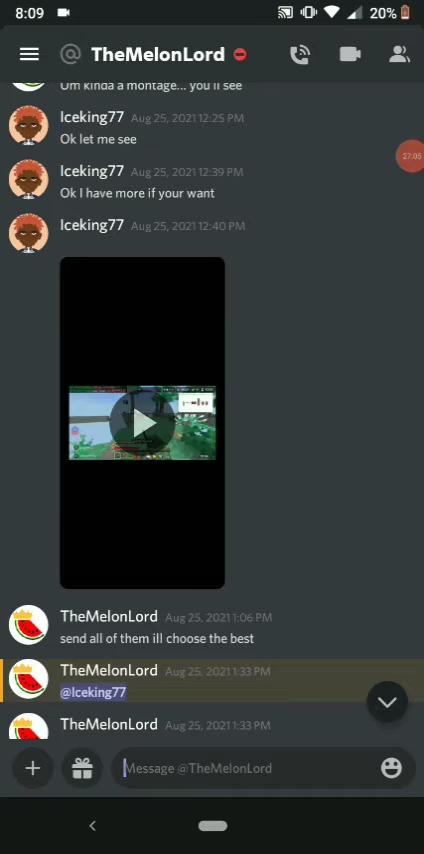 8:09
20%
@ TheMelonLord
Om kinda a montage... you'll see
Iceking77 Aug 25, 2021 12:25 PM
Ok let me see
27:05
Iceking77 Aug 25, 2021 12:39 PM
Ok I have more if your want
Iceking77 Aug 25, 2021 12:40 PM
TheMelonLord Aug 25, 2021 1:06 PM
send all of them ill choose the best
TheMelonLord Aug 25, 2021 1:33 PM
@Iceking77
TheMelonLord Aug 25, 2021 1:33 PM
Message @TheMelonLord